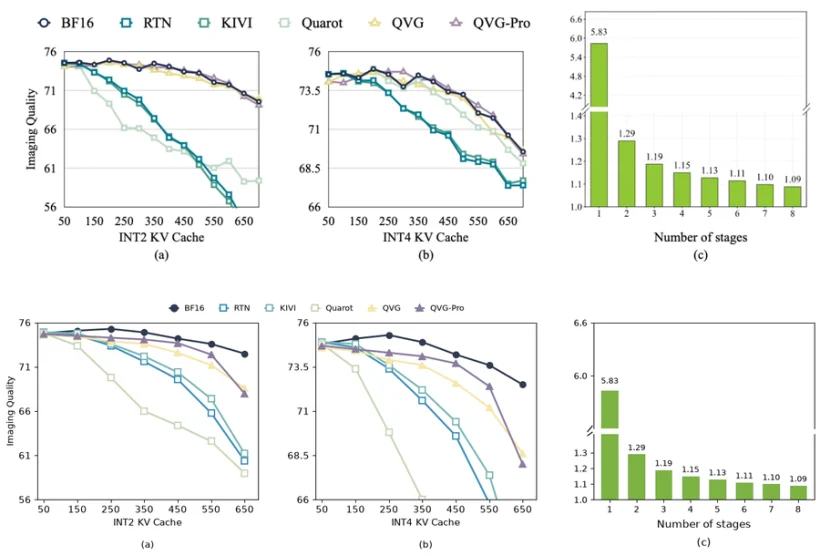 BF16 RTN KIVI Quarot QVG QVG-Pro
76
71
66
61
56
Imaging Quality
50 150 250 350 450 550 650
INT2 KV Cache
(a)
76
73.5
71
68.5
66
50 150 250 350 450 550 650
INT4 KV Cache
(b)
6.6
6.0
5.4
4.8
4.2
1.4
1.3
1.2
1.1
1.0
5.83 1.29 1.19 1.15 1.13 1.11 1.10 1.09
1 2 3 4 5 6 7 8
Number of stages
(c)
BF16 RTN KIVI Quarot QVG QVG-Pro
76
71
66
61
56
Imaging Quality
50 150 250 350 450 550 650
INT2 KV Cache
(a)
76
73.5
71
68.5
66
50 150 250 350 450 550 650
INT4 KV Cache
(b)
6.6
6.0
1.3
1.2
1.1
1.0
5.83 1.29 1.19 1.15 1.13 1.11 1.10 1.09
1 2 3 4 5 6 7 8
Number of stages
(c)